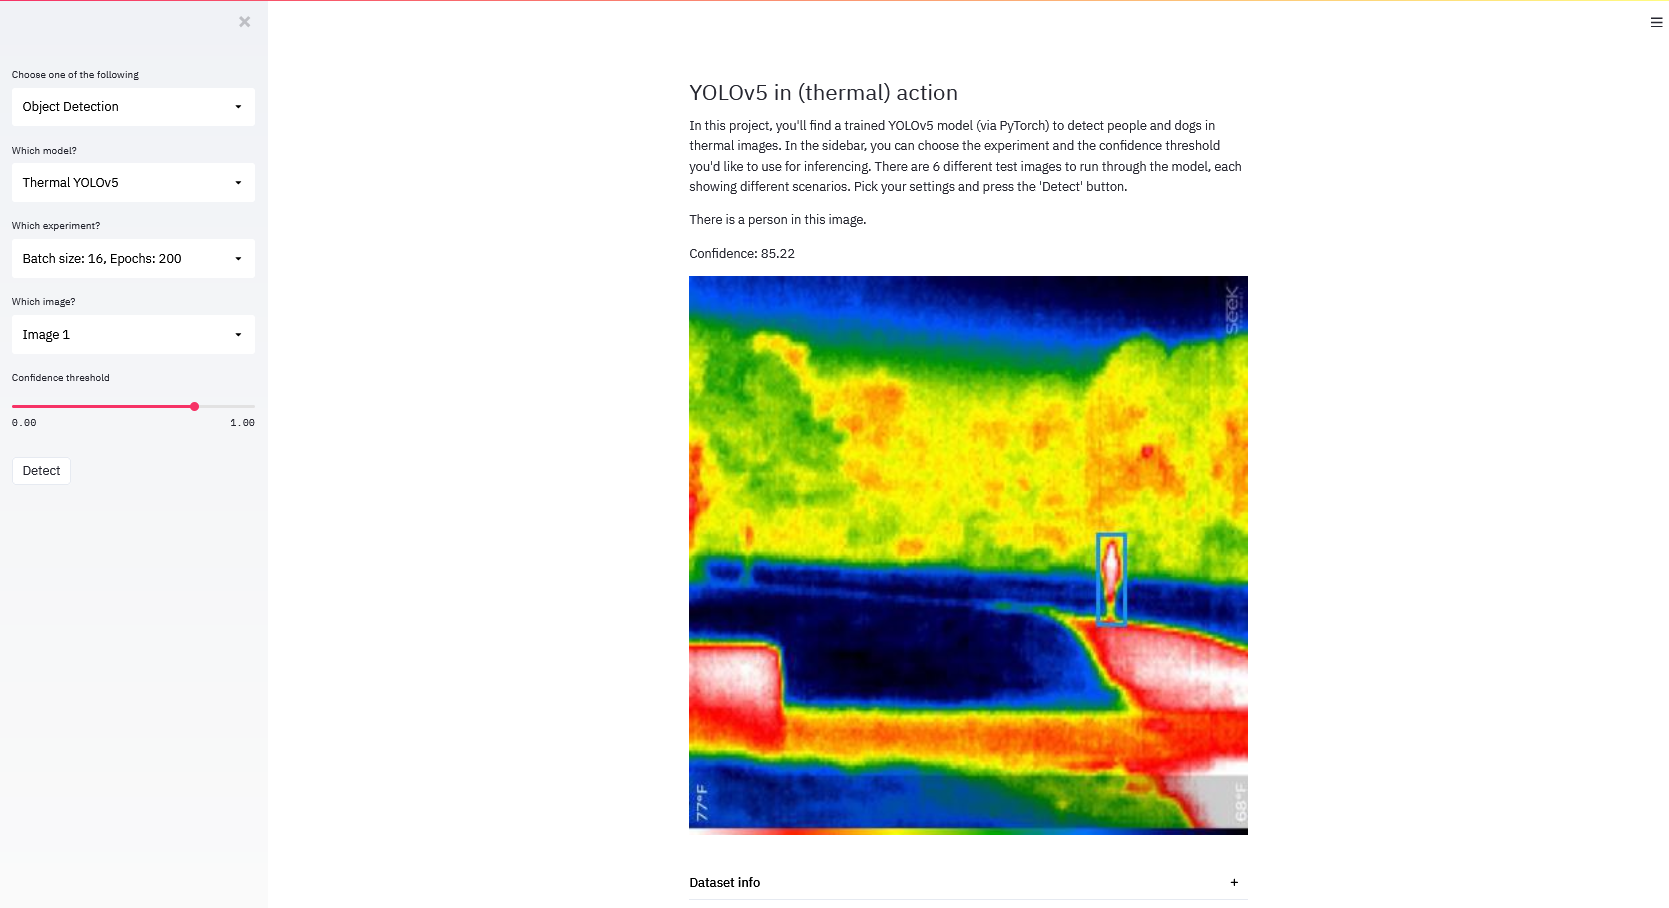 Choose one of the following
Object Detection
Which model?
Thermal YOLOv5
Which experiment?
Batch size: 16, Epochs: 200
Which image?
Image 1
Confidence threshold
0.00
1.00
Detect
YOLOv5 in (thermal) action
In this project, you'll find a trained YOLOv5 model (via PyTorch) to detect people and dogs in
thermal images. In the sidebar, you can choose the experiment and the confidence threshold
you'd like to use for inferencing. There are 6 different test images to run through the model, each
showing different scenarios. Pick your settings and press the 'Detect' button.
There is a person in this image.
Confidence: 85.22
seek
77°F
68°F
Dataset info